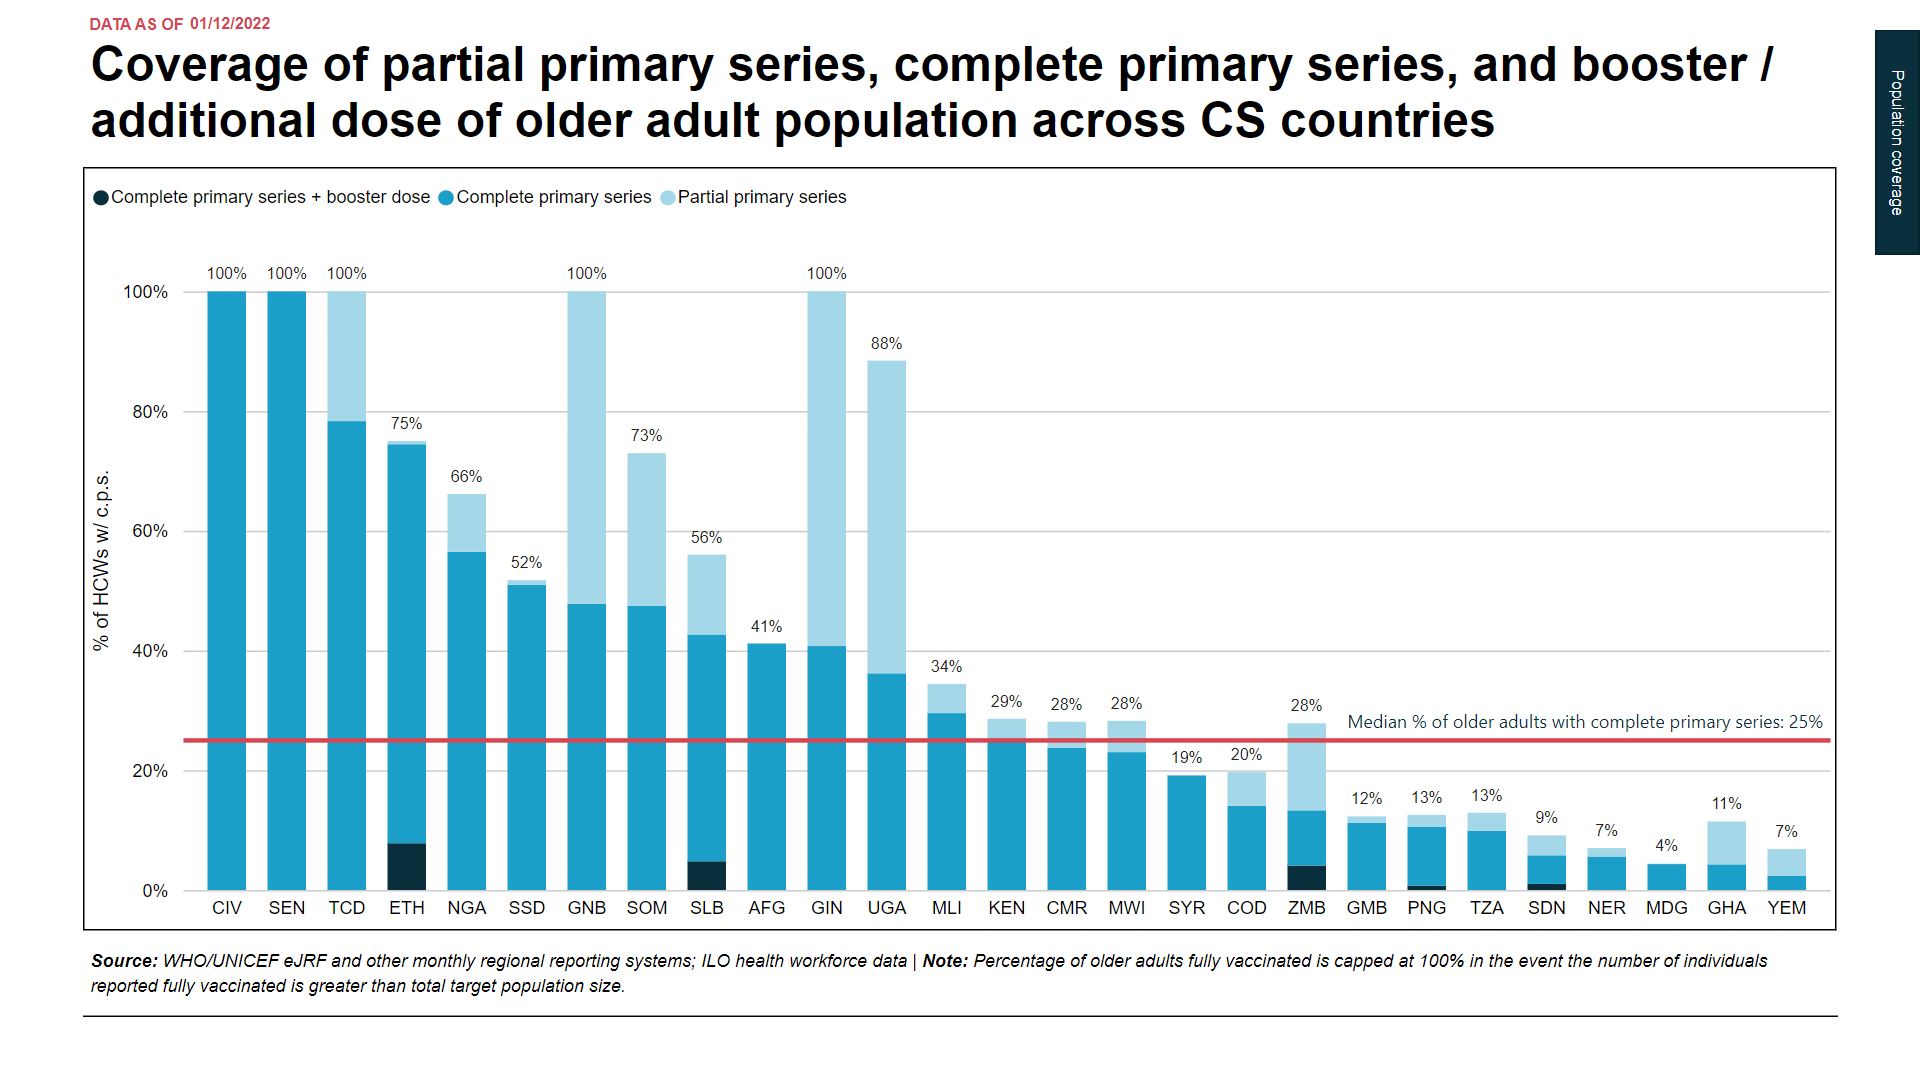 DATA AS OF 01/12/2022
Coverage of partial primary series, complete primary series, and booster /
additional dose of older adult population across CS countries
Population coverage
Complete primary series + booster dose Complete primary series Partial primary series
100% 100% 100% 100% 100%
100%
88%
80%
75%
73%
66%
60%
56%
52%
41%
40%
34%
29% 28% 28% 28%
Median % of older adults with complete primary series: 25%
20%
19% 20%
12% 13% 13% 9% 7% 4% 11% 7%
0%
% of HCWs w/ c.p.s.
CIV SEN TCD ETH NGA SSD GNB SOM SLB AFG GIN UGA MLI KEN CMR MWI SYR COD ZMB GMB PNG TZA SDN NER MDG GHA YEM
Source: WHO/UNICEF eJRF and other monthly regional reporting systems; ILO health workforce data | Note: Percentage of older adults fully vaccinated is capped at 100% in the event the number of individuals
reported fully vaccinated is greater than total target population size.